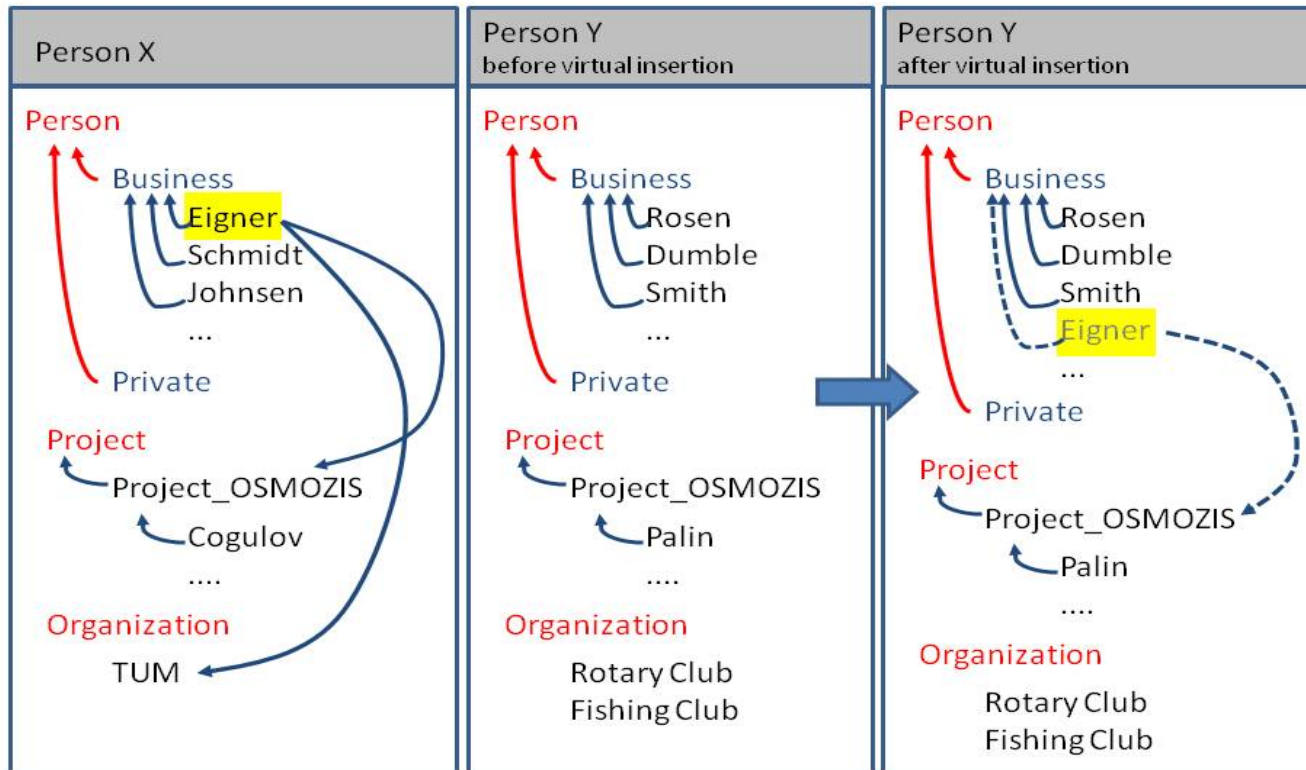 Person X
Person
Business
Eigner
Schmidt
Johnsen
...
Private
Project
Project_OSMOZIS
Cogulov
....
Organization
TUM
Person Y
before virtual insertion
Person
Business
Rosen
Dumble
Smith
...
Private
Project
Project_OSMOZIS
Palin
....
Organization
Rotary Club
Fishing Club
Person Y
after virtual insertion
Person
Business
Rosen
Dumble
Smith
Eigner
...
Private
Project
Project_OSMOZIS
Palin
....
Organization
Rotary Club
Fishing Club